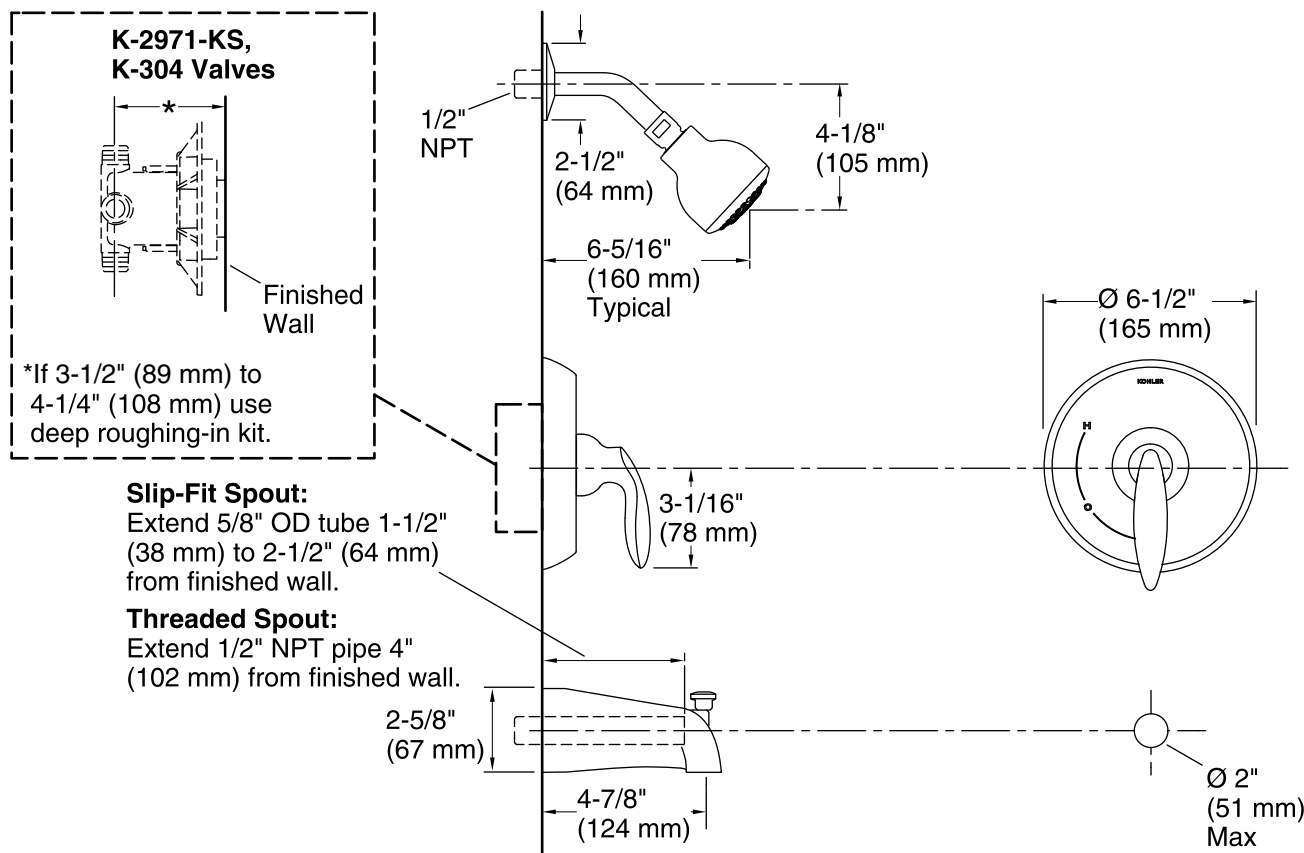 K-2971-KS,
K-304 Valves
*
Finished
Wall
*If 3-1/2" (89 mm) to
4-1/4" (108 mm) use
deep roughing-in kit.
1/2"
NPT
2-1/2"
(64 mm)
4-1/8"
(105 mm)
6-5/16"
(160 mm)
Typical
Ø 6-1/2"
(165 mm)
KOHLER
H
C
3-1/16"
(78 mm)
Slip-Fit Spout:
Extend 5/8" OD tube 1-1/2"
(38 mm) to 2-1/2" (64 mm)
from finished wall.
Threaded Spout:
Extend 1/2" NPT pipe 4"
(102 mm) from finished wall.
2-5/8"
(67 mm)
4-7/8"
(124 mm)
Ø 2"
(51 mm)
Max